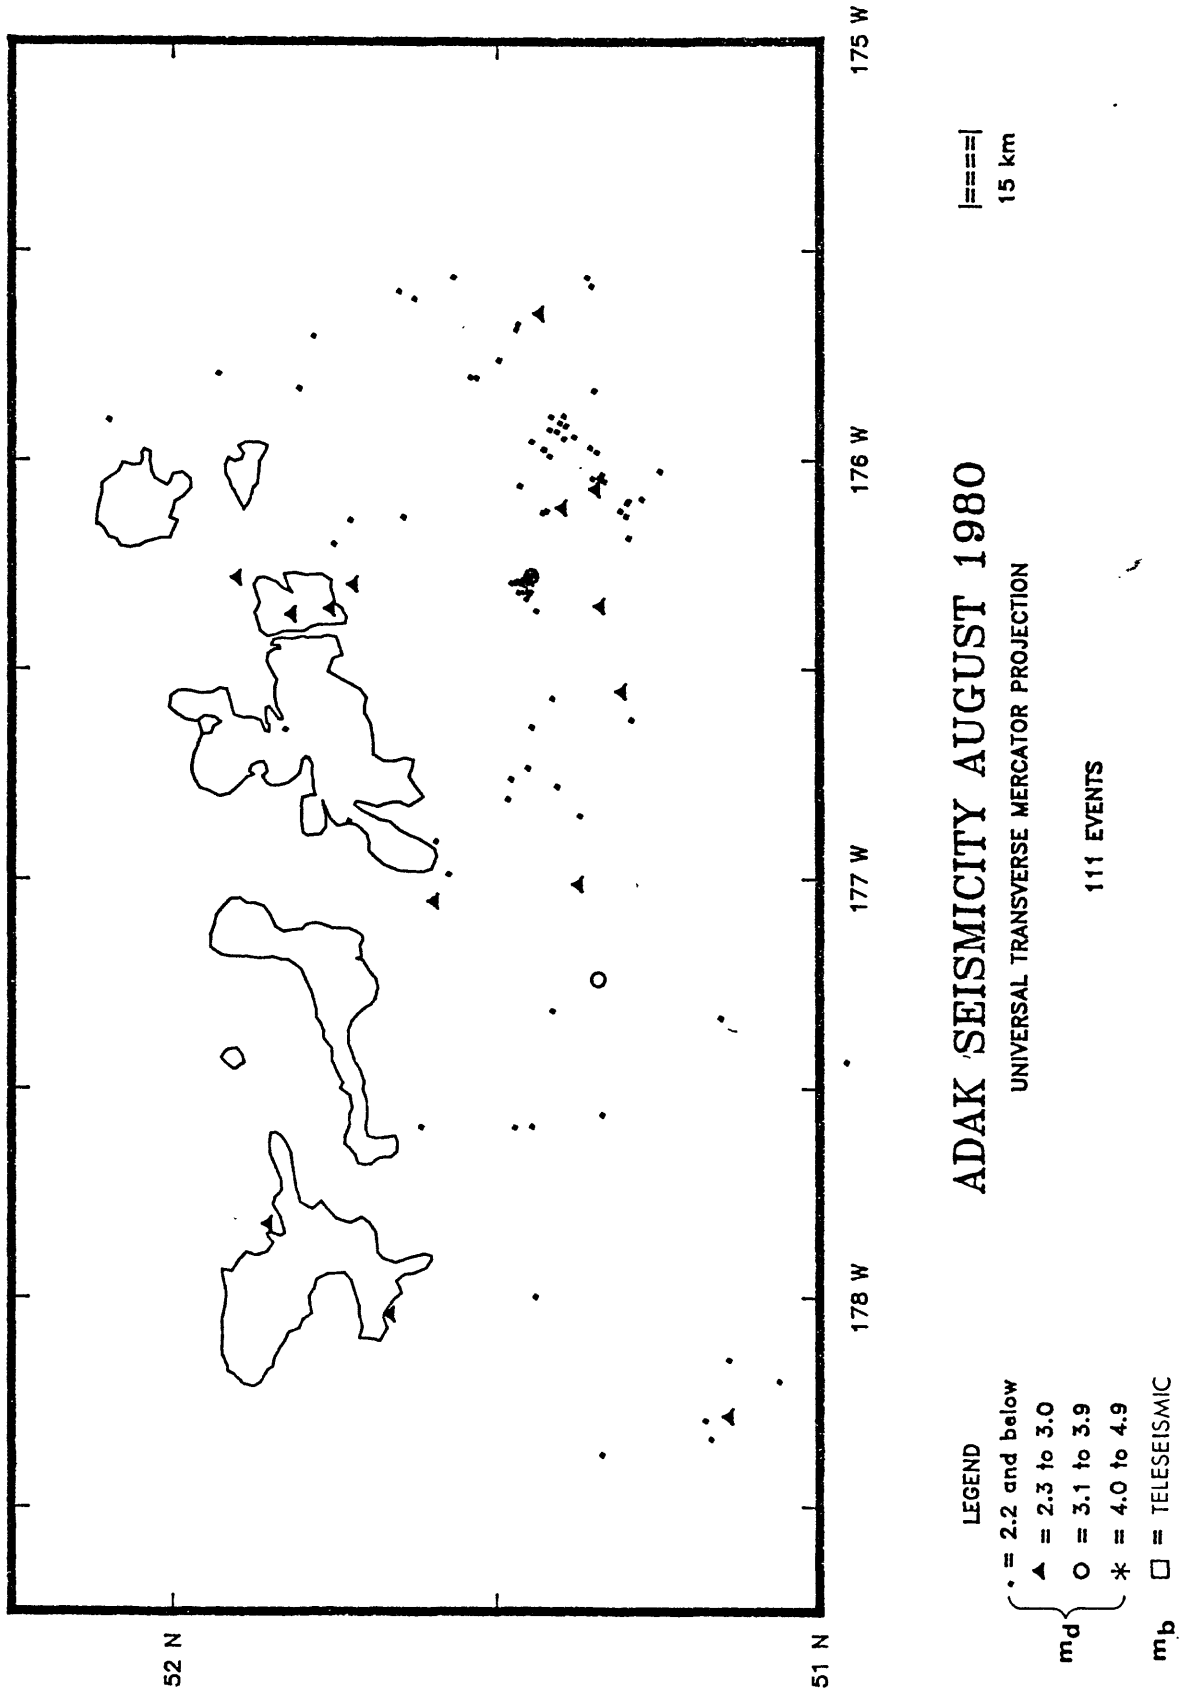 52 N
51 N
178 W
177 W
176 W
175 W
ADAK SEISMICITY AUGUST 1980
UNIVERSAL TRANSVERSE MERCATOR PROJECTION
111 EVENTS
|====|
15 km
LEGEND
= 2.2 and below
▲ = 2.3 to 3.0
O = 3.1 to 3.9
* = 4.0 to 4.9
md
mb
□ = TELESEISMIC